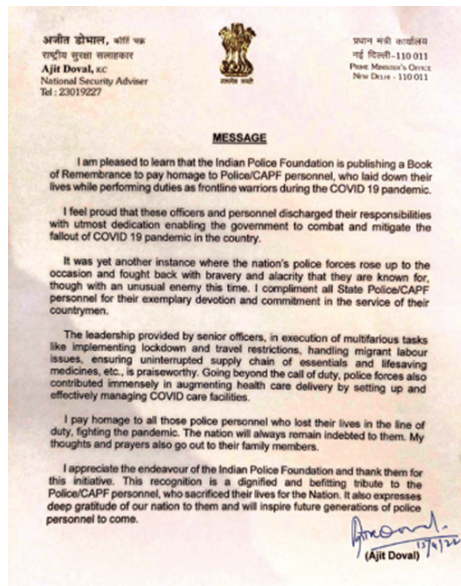 अजीत डोभाल, कीर्ति चक्र
राष्ट्रीय सुरक्षा सलाहकार
Ajit Doval, KC
National Security Adviser
Tel : 23019227
सत्यमेव जयते
प्रधान मंत्री कार्यालय
नई दिल्ली-110 011
PRIME MINISTER'S OFFICE
NEW DELHI - 110 011
MESSAGE
I am pleased to learn that the Indian Police Foundation is publishing a Book
of Remembrance to pay homage to Police/CAPF personnel, who laid down their
lives while performing duties as frontline warriors during the COVID 19 pandemic.
I feel proud that these officers and personnel discharged their responsibilities
with utmost dedication enabling the government to combat and mitigate the
fallout of COVID 19 pandemic in the country.
It was yet another instance where the nation's police forces rose up to the
occasion and fought back with bravery and alacrity that they are known for,
though with an unusual enemy this time. I compliment all State Police/CAPF
personnel for their exemplary devotion and commitment in the service of their
countrymen.
The leadership provided by senior officers, in execution of multifarious tasks
like implementing lockdown and travel restrictions, handling migrant labour
issues, ensuring uninterrupted supply chain of essentials and lifesaving
medicines, etc., is praiseworthy. Going beyond the call of duty, police forces also
contributed immensely in augmenting health care delivery by setting up and
effectively managing COVID care facilities.
I pay homage to all those police personnel who lost their lives in the line of
duty, fighting the pandemic. The nation will always remain indebted to them. My
thoughts and prayers also go out to their family members.
I appreciate the endeavour of the Indian Police Foundation and thank them for
this initiative. This recognition is a dignified and befitting tribute to the
Police/CAPF personnel, who sacrificed their lives for the Nation. It also expresses
deep gratitude of our nation to them and will inspire future generations of police
personnel to come.
(Ajit Doval)